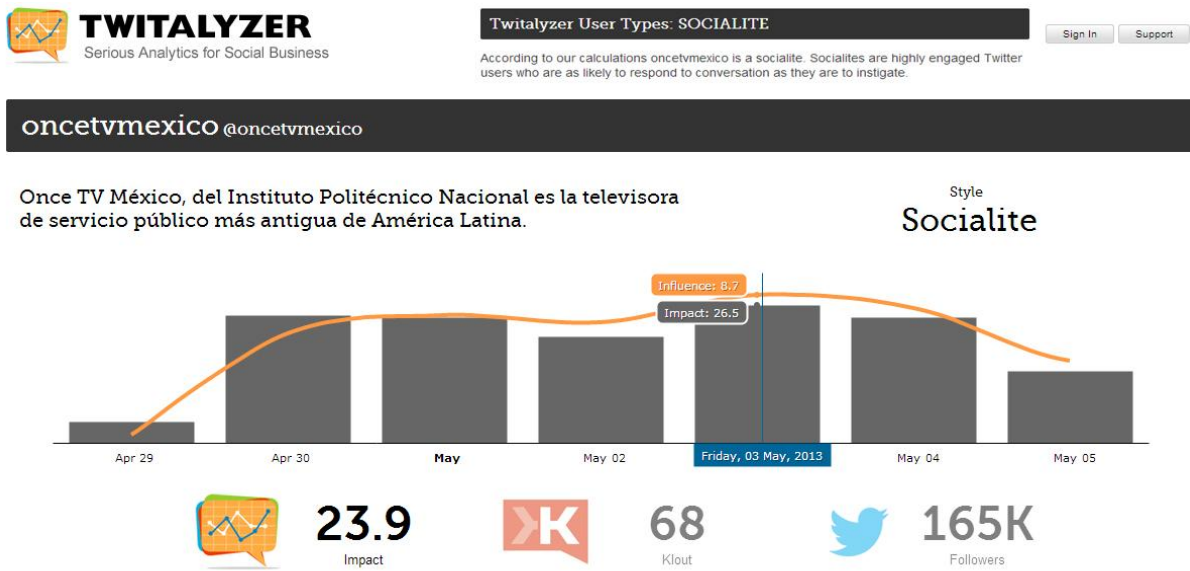 TWITALYZER
Serious Analytics for Social Business
Twitalyzer User Types: SOCIALITE
According to our calculations oncetvmexico is a socialite. Socialites are highly engaged Twitter
users who are as likely to respond to conversation as they are to instigate.
Sign In
Support
oncetvmexico @oncetvmexico
Once TV México, del Instituto Politécnico Nacional es la televisora
de servicio público más antigua de América Latina.
Style
Socialite
Influence: 8.7
Impact: 26.5
Apr 29
Apr 30
May
May 02
Friday, 03 May, 2013
May 04
May 05
23.9
Impact
K
68
Klout
165K
Followers